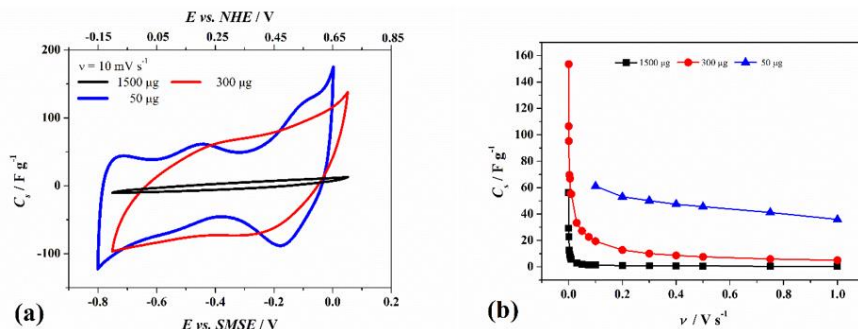 E vs. NHE / V
-0.15 0.05 0.25 0.45 0.65 0.85
200
100
0
-100
C_s / F g⁻¹
ν = 10 mV s⁻¹
1500 μg 300 μg
50 μg
-0.8 -0.6 -0.4 -0.2 0.0 0.2
E vs. SMSE / V
(a)
160
140
120
100
80
60
40
20
0
C_s / F g⁻¹
1500 μg 300 μg 50 μg
0.0 0.2 0.4 0.6 0.8 1.0
ν / V s⁻¹
(b)